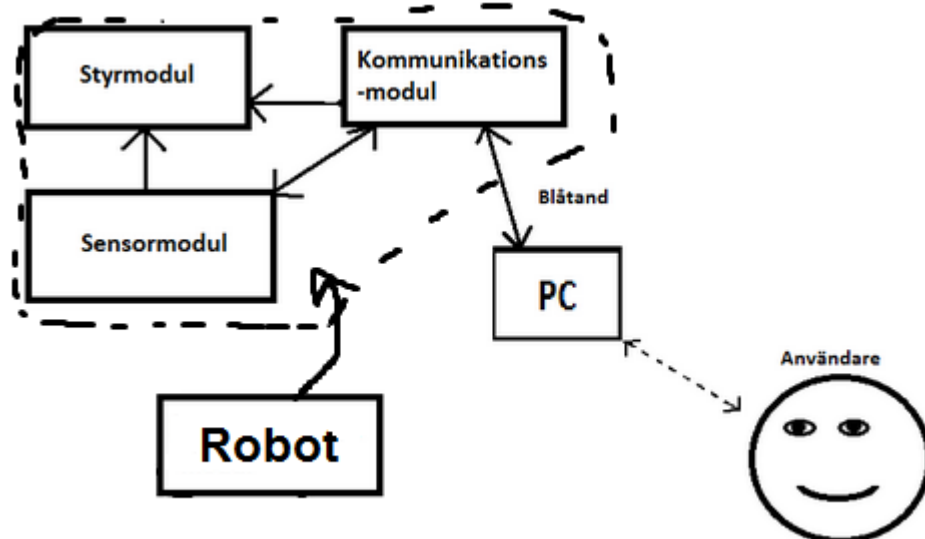 Styrmodul
Kommunikations
-modul
Sensormodul
Blåtand
PC
Användare
Robot